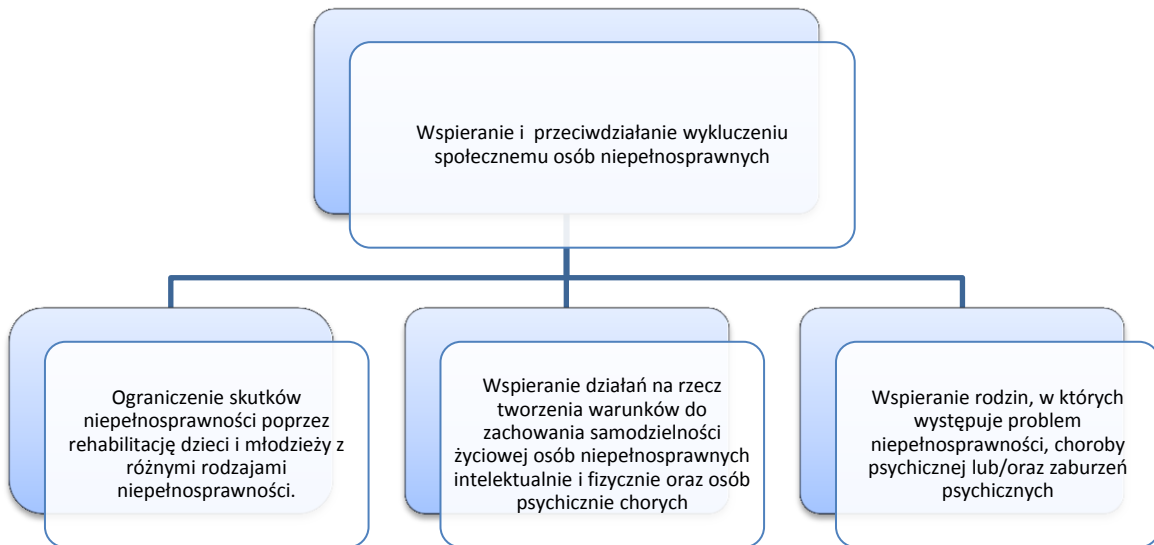 Wspieranie i  przeciwdziałanie wykluczeniu
społecznemu osób niepełnosprawnych
Ograniczenie skutków
niepełnosprawności poprzez
rehabilitację dzieci i młodzieży z
różnymi rodzajami
niepełnosprawności.
Wspieranie działań na rzecz
tworzenia warunków do
zachowania samodzielności
życiowej osób niepełnosprawnych
intelektualnie i fizycznie oraz osób
psychicznie chorych
Wspieranie rodzin, w których
występuje problem
niepełnosprawności, choroby
psychicznej lub/oraz zaburzeń
psychicznych